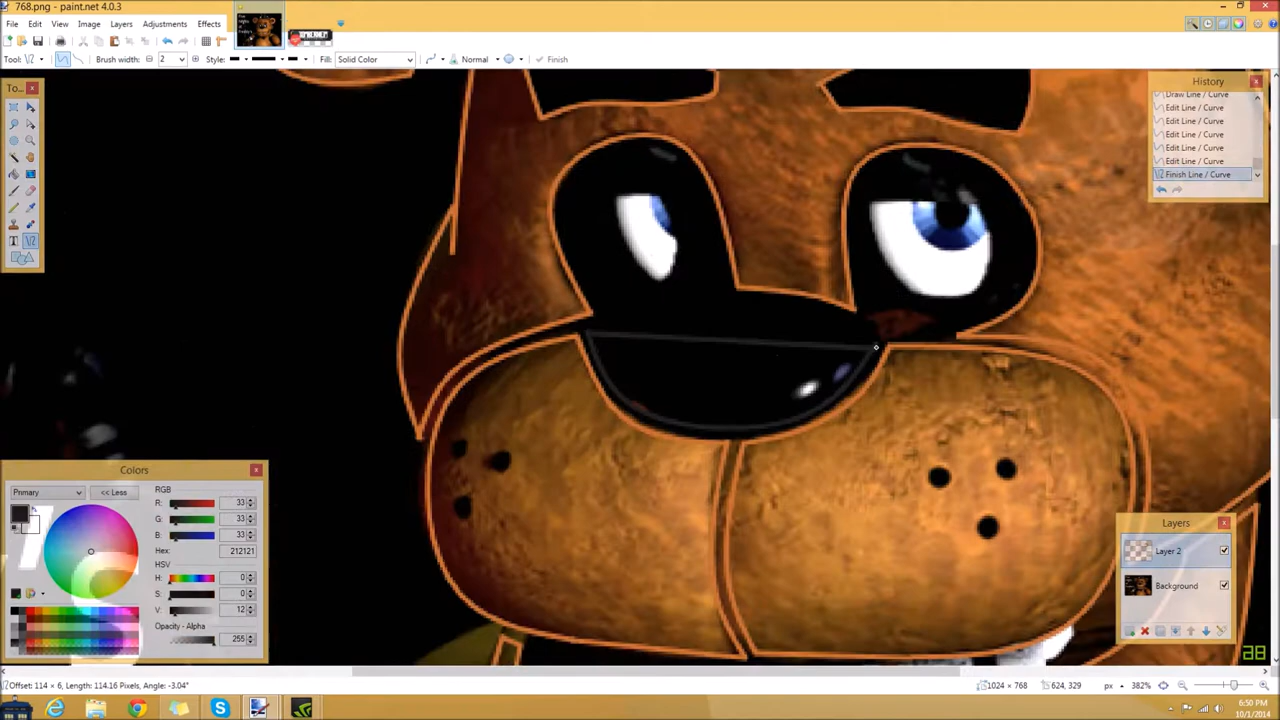 768.png - paint.net 4.0.3
File Edit View Image Layers Adjustments Effects
Tool: Brush width: 2 Style: Fill: Solid Color Normal Finish
To...
History
Draw Line / Curve
Edit Line / Curve
Edit Line / Curve
Edit Line / Curve
Edit Line / Curve
Edit Line / Curve
Finish Line / Curve
Colors
Primary << Less
RGB
R: 33
G: 33
B: 33
Hex: 212121
HSV
H: 0
S: 0
V: 12
Opacity - Alpha
255
Layers
Layer 2
Background
28
Offset: 114 × 6, Length: 114.16 Pixels, Angle: -3.04°
1024 × 768 624, 329 px 382%
6:50 PM
10/1/2014